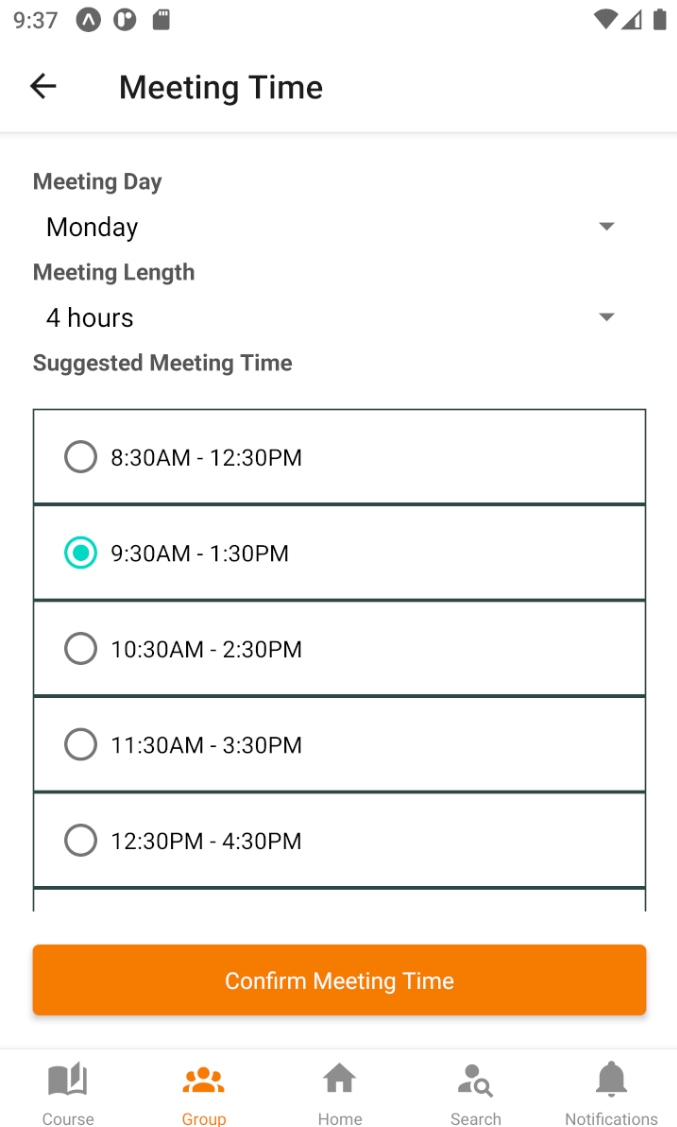 9:37
Meeting Time
Meeting Day
Monday
Meeting Length
4 hours
Suggested Meeting Time
8:30AM - 12:30PM
9:30AM - 1:30PM
10:30AM - 2:30PM
11:30AM - 3:30PM
12:30PM - 4:30PM
Confirm Meeting Time
Course Group Home Search Notifications